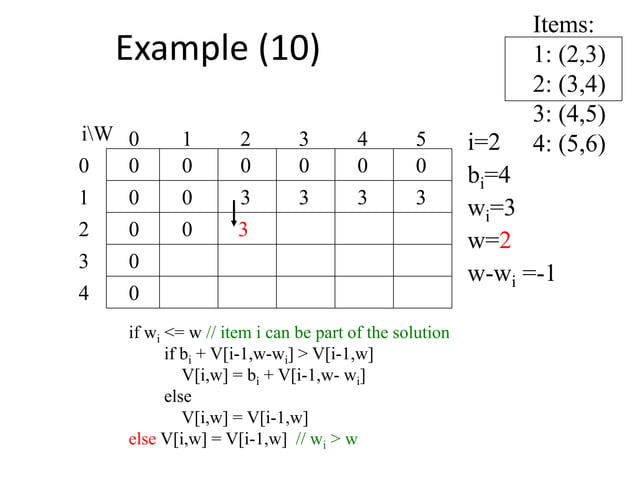 Example (10)
Items:
1: (2,3)
2: (3,4)
3: (4,5)
4: (5,6)
i\W 0 1 2 3 4 5
0 0 0 0 0 0 0
1 0 0 3 3 3 3
2 0 0 3
3 0
4 0
i=2
bi=4
wi=3
w=2
w-wi =-1
if wi <= w // item i can be part of the solution
if bi + V[i-1,w-wi] > V[i-1,w]
V[i,w] = bi + V[i-1,w- wi]
else
V[i,w] = V[i-1,w]
else V[i,w] = V[i-1,w] // wi > w